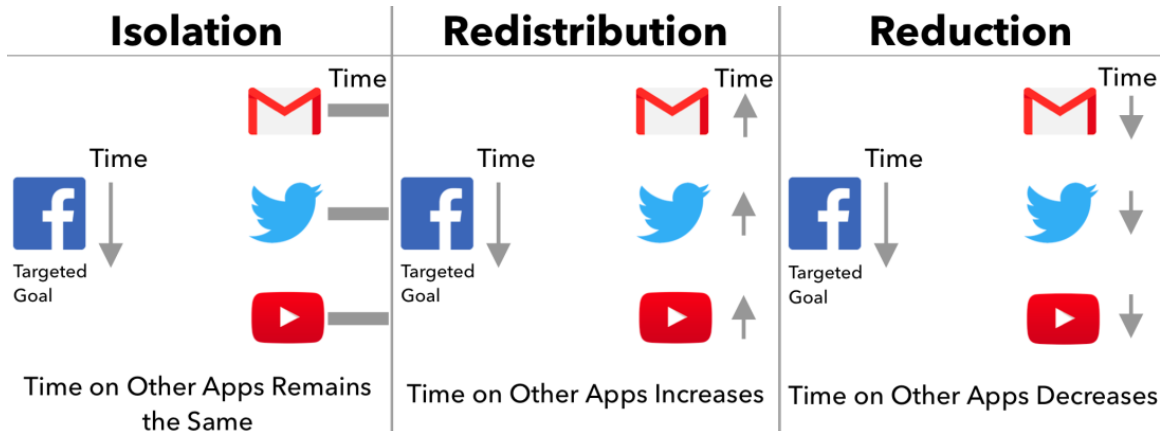 Isolation
Time
Time
Targeted
Goal
Time on Other Apps Remains
the Same
Redistribution
Time
Time
Targeted
Goal
Time on Other Apps Increases
Reduction
Time
Time
Targeted
Goal
Time on Other Apps Decreases